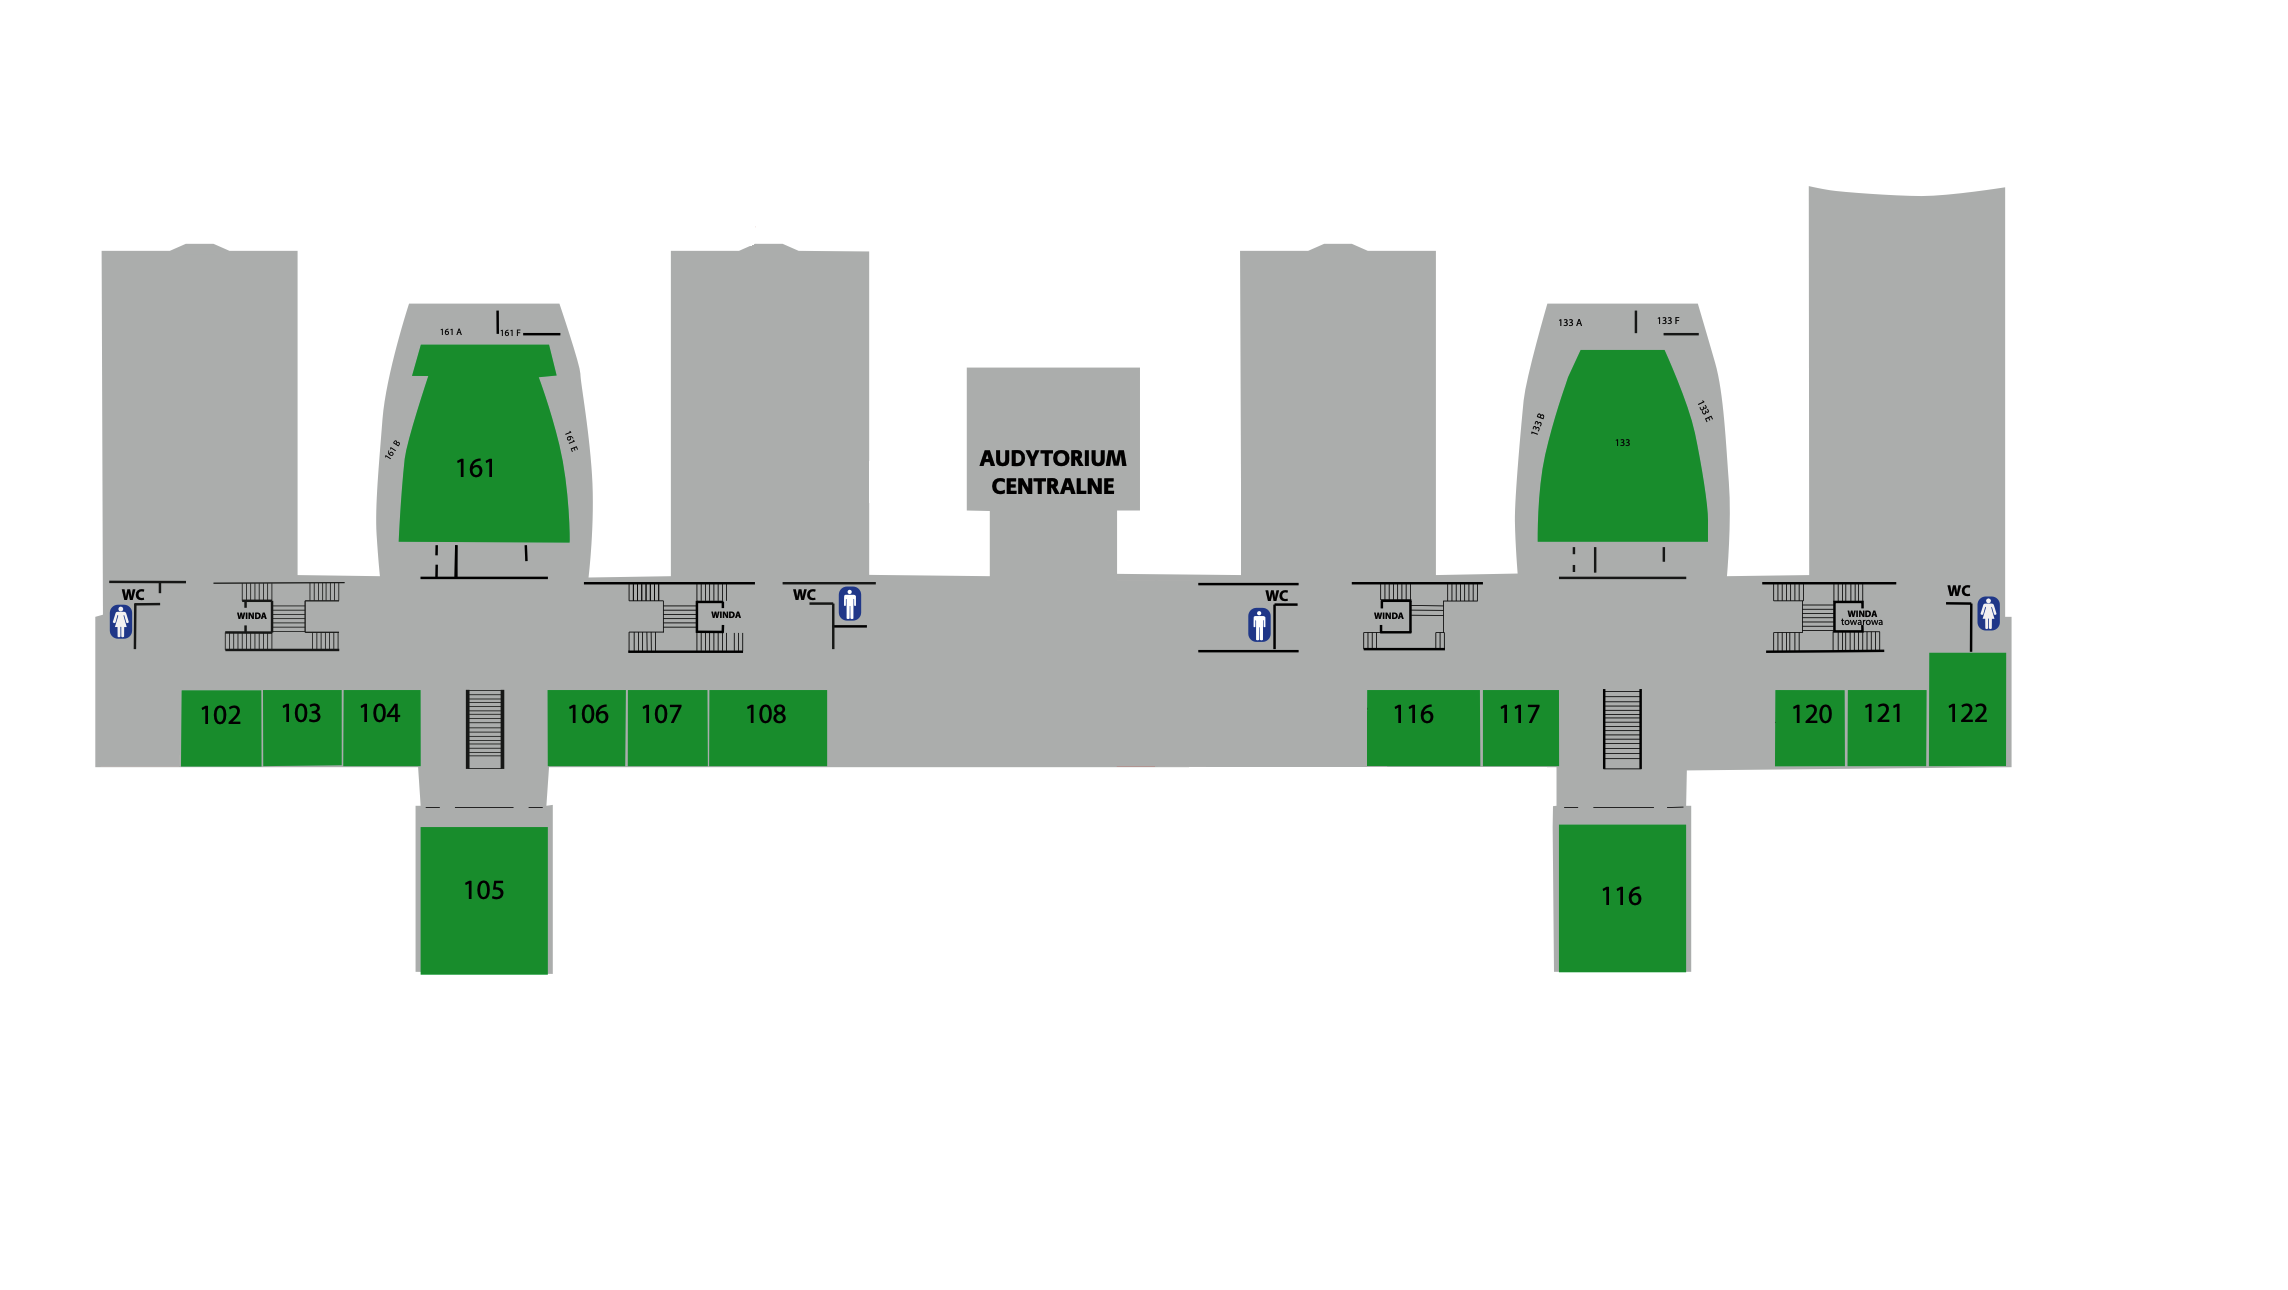 161 A
161 F
133 A
133 F
161 B
161 E
161
133 B
133 E
133
AUDYTORIUM
CENTRALNE
WC
WINDA
WINDA
WC
WC
WINDA
WINDA
towarowa
WC
102
103
104
106
107
108
116
117
120
121
122
105
116